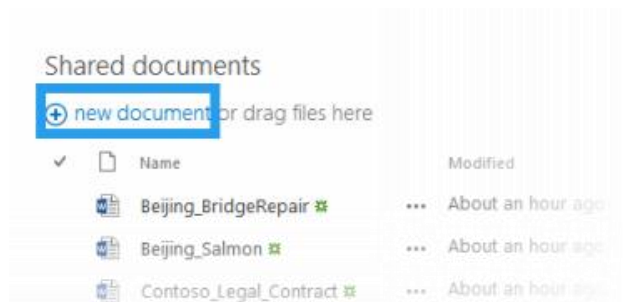 Shared documents
new document or drag files here
Name Modified
Beijing_BridgeRepair ... About an hour ago
Beijing_Salmon ... About an hour ago
Contoso_Legal_Contract ... About an hour ago